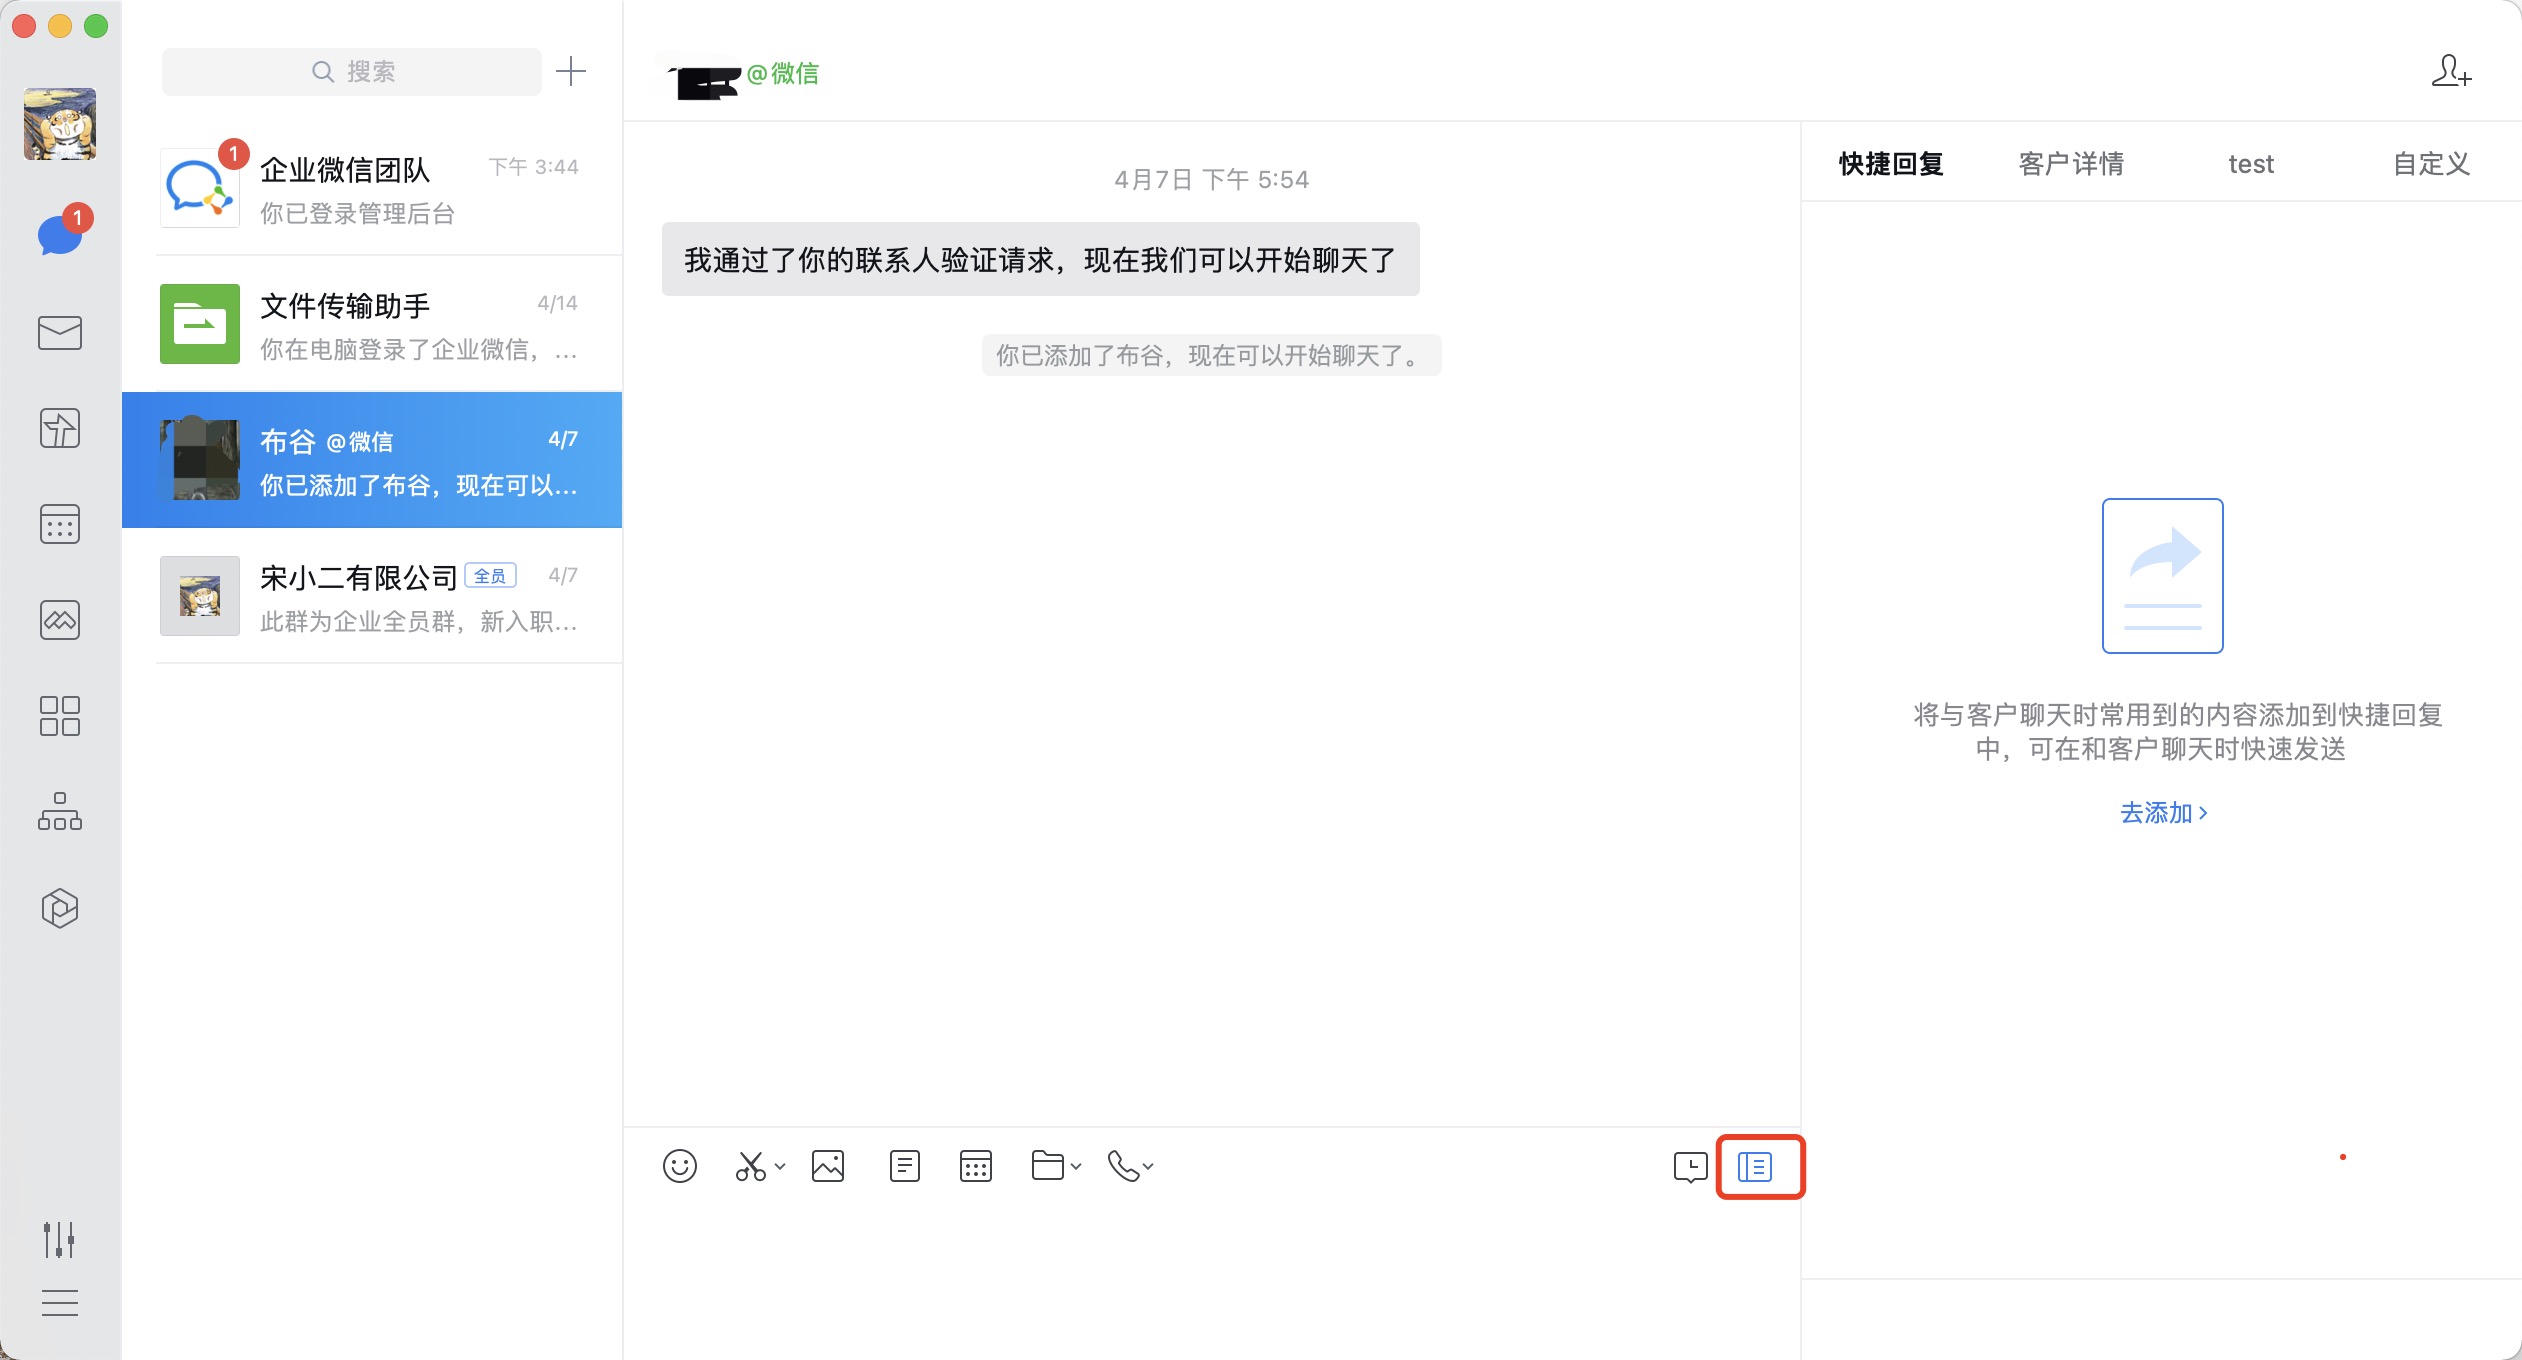 搜索
1
企业微信团队
下午 3:44
你已登录管理后台
1
文件传输助手
4/14
你在电脑登录了企业微信，...
布谷 @微信
4/7
你已添加了布谷，现在可以...
宋小二有限公司 全员
4/7
此群为企业全员群，新入职...
@微信
4月7日 下午 5:54
我通过了你的联系人验证请求，现在我们可以开始聊天了
你已添加了布谷，现在可以开始聊天了。
快捷回复
客户详情
test
自定义
将与客户聊天时常用到的内容添加到快捷回复
中，可在和客户聊天时快速发送
去添加 ›